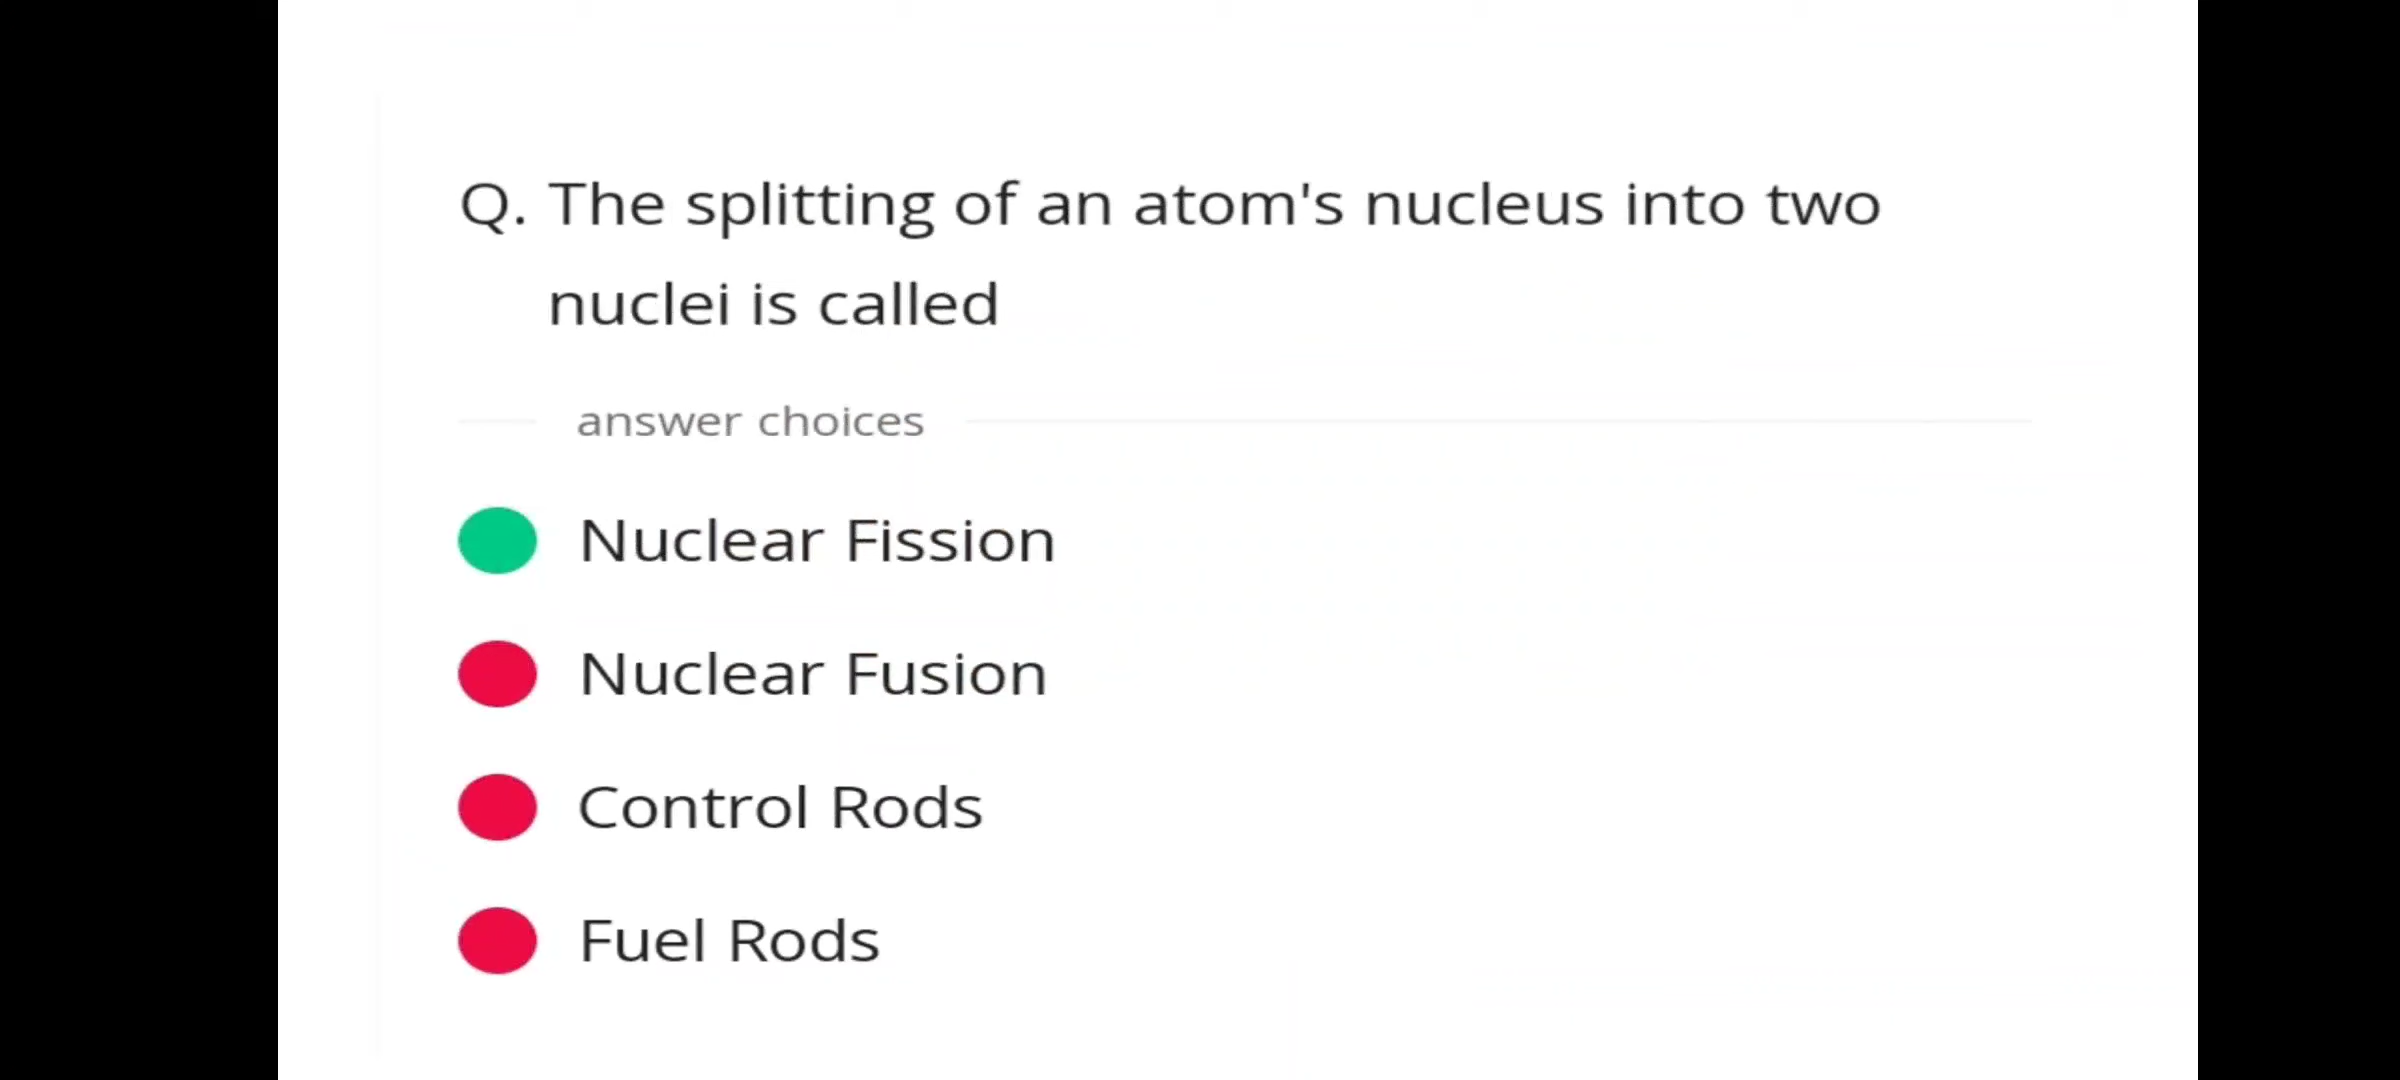 Q. The splitting of an atom's nucleus into two
nuclei is called
answer choices
Nuclear Fission
Nuclear Fusion
Control Rods
Fuel Rods